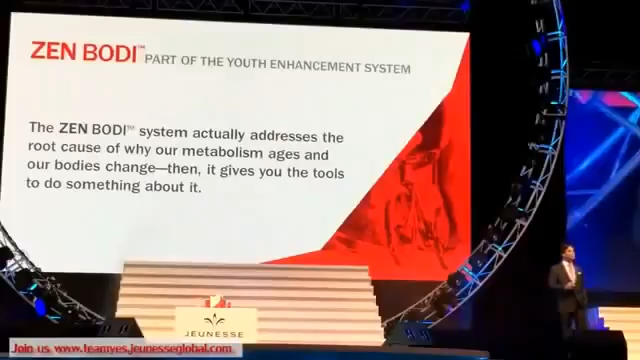 ZEN BODI™ PART OF THE YOUTH ENHANCEMENT SYSTEM
The ZEN BODI™ system actually addresses the
root cause of why our metabolism ages and
our bodies change—then, it gives you the tools
to do something about it.
JEUNESSE
Join us www.teamyes.jeunesseglobal.com